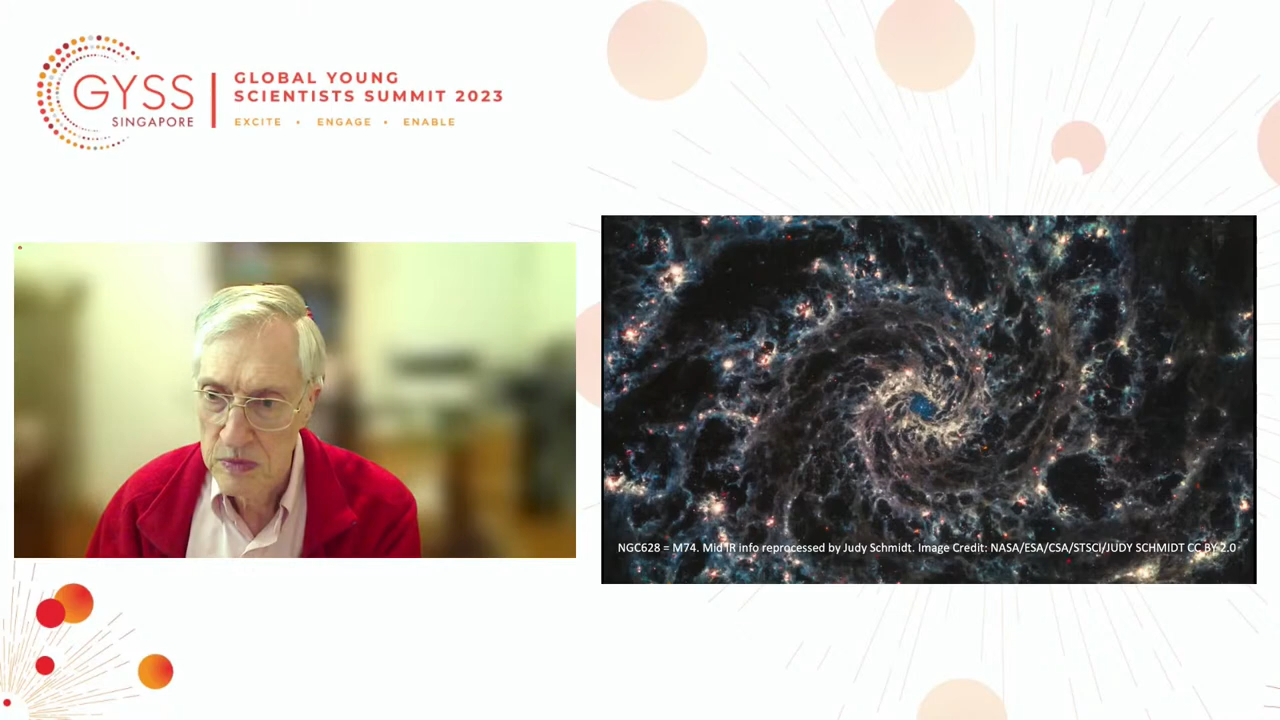 GYSS
SINGAPORE
GLOBAL YOUNG
SCIENTISTS SUMMIT 2023
EXCITE • ENGAGE • ENABLE
NGC628 = M74. Mid IR info reprocessed by Judy Schmidt. Image Credit: NASA/ESA/CSA/STSCI/JUDY SCHMIDT CC BY-2.0